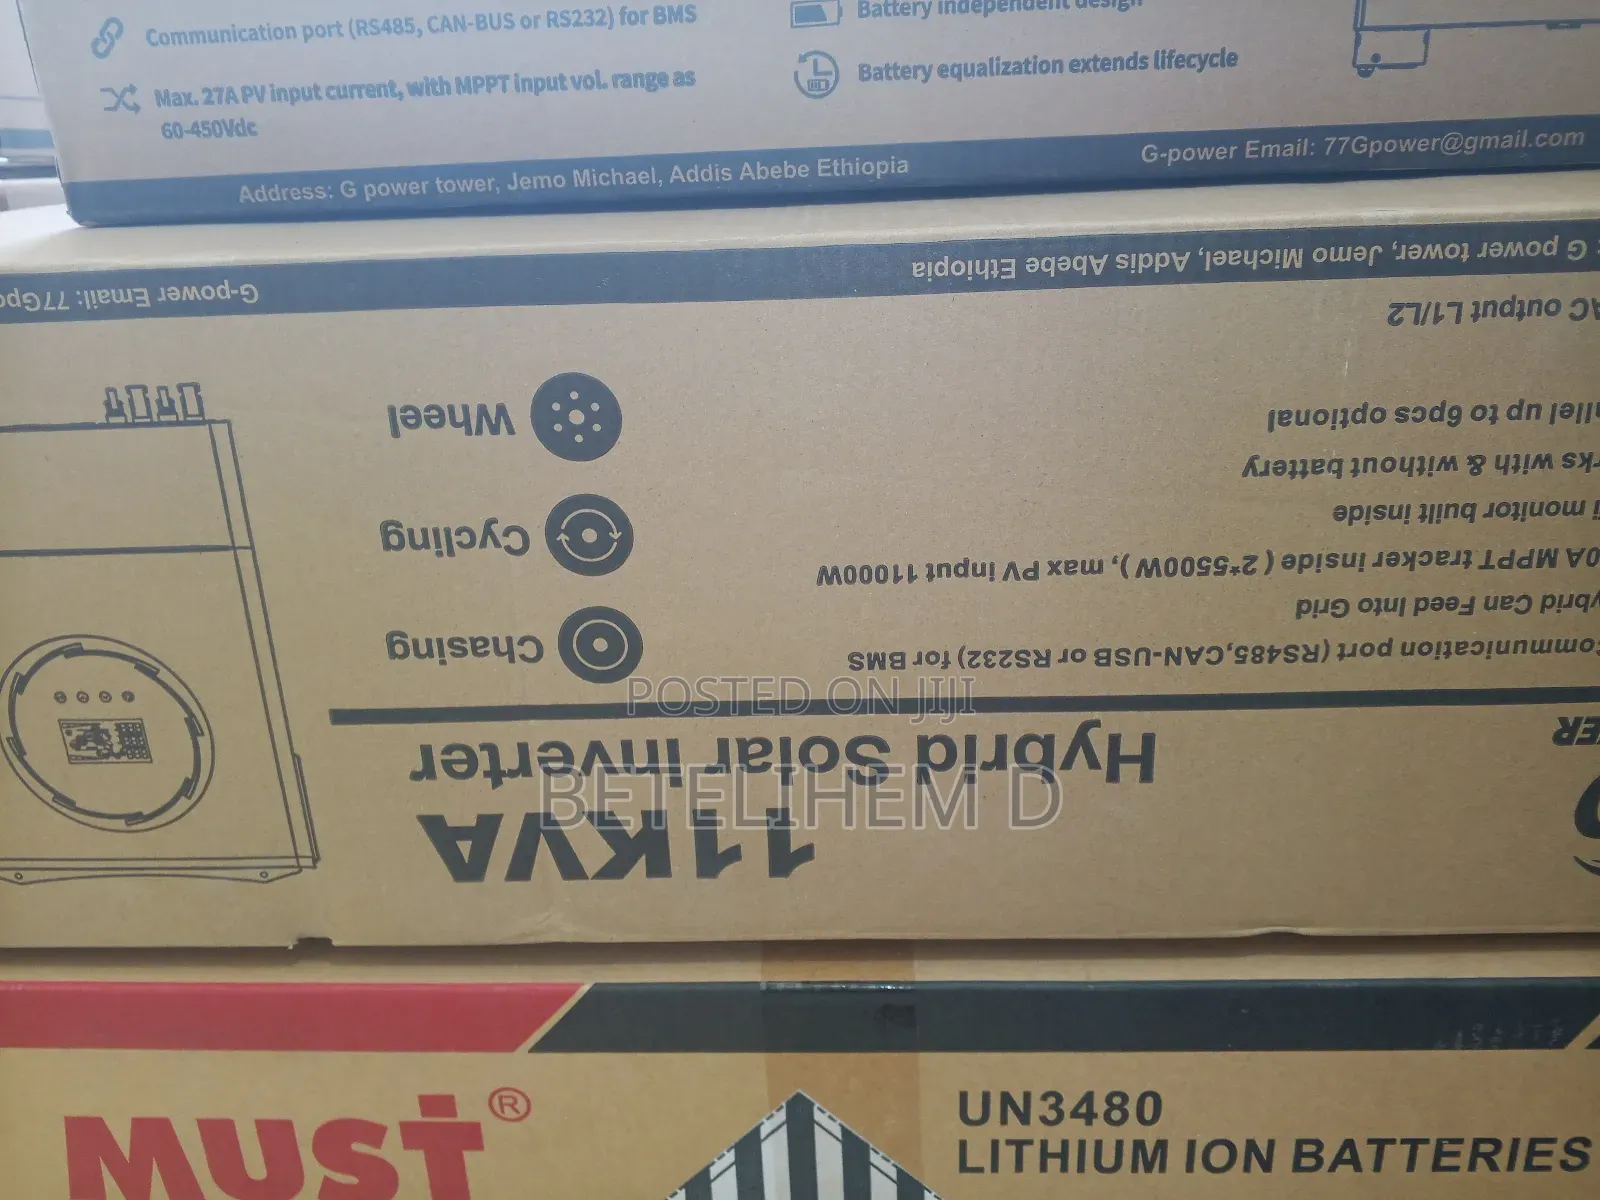 Communication port (RS485, CAN-BUS or RS232) for BMS
Max. 27A PV input current, with MPPT input vol. range as
60-450Vdc
Battery independent design
Battery equalization extends lifecycle
Address: G power tower, Jemo Michael, Addis Abebe Ethiopia
G-power Email: 77Gpower@gmail.com
11KVA
Hybrid Solar inverter
Communication port (RS485,CAN-USB or RS232) for BMS
Hybrid Can Feed Into Grid
0A MPPT tracker inside ( 2*5500W ), max PV input 11000W
monitor built inside
rks with & without battery
allel up to 6pcs optional
AC output L1/L2
Chasing
Cycling
Wheel
G power tower, Jemo Michael, Addis Abebe Ethiopia
G-power Email: 77Gpo
POSTED ON JIJI
BETELIHEM D
MUST®
UN3480
LITHIUM ION BATTERIES